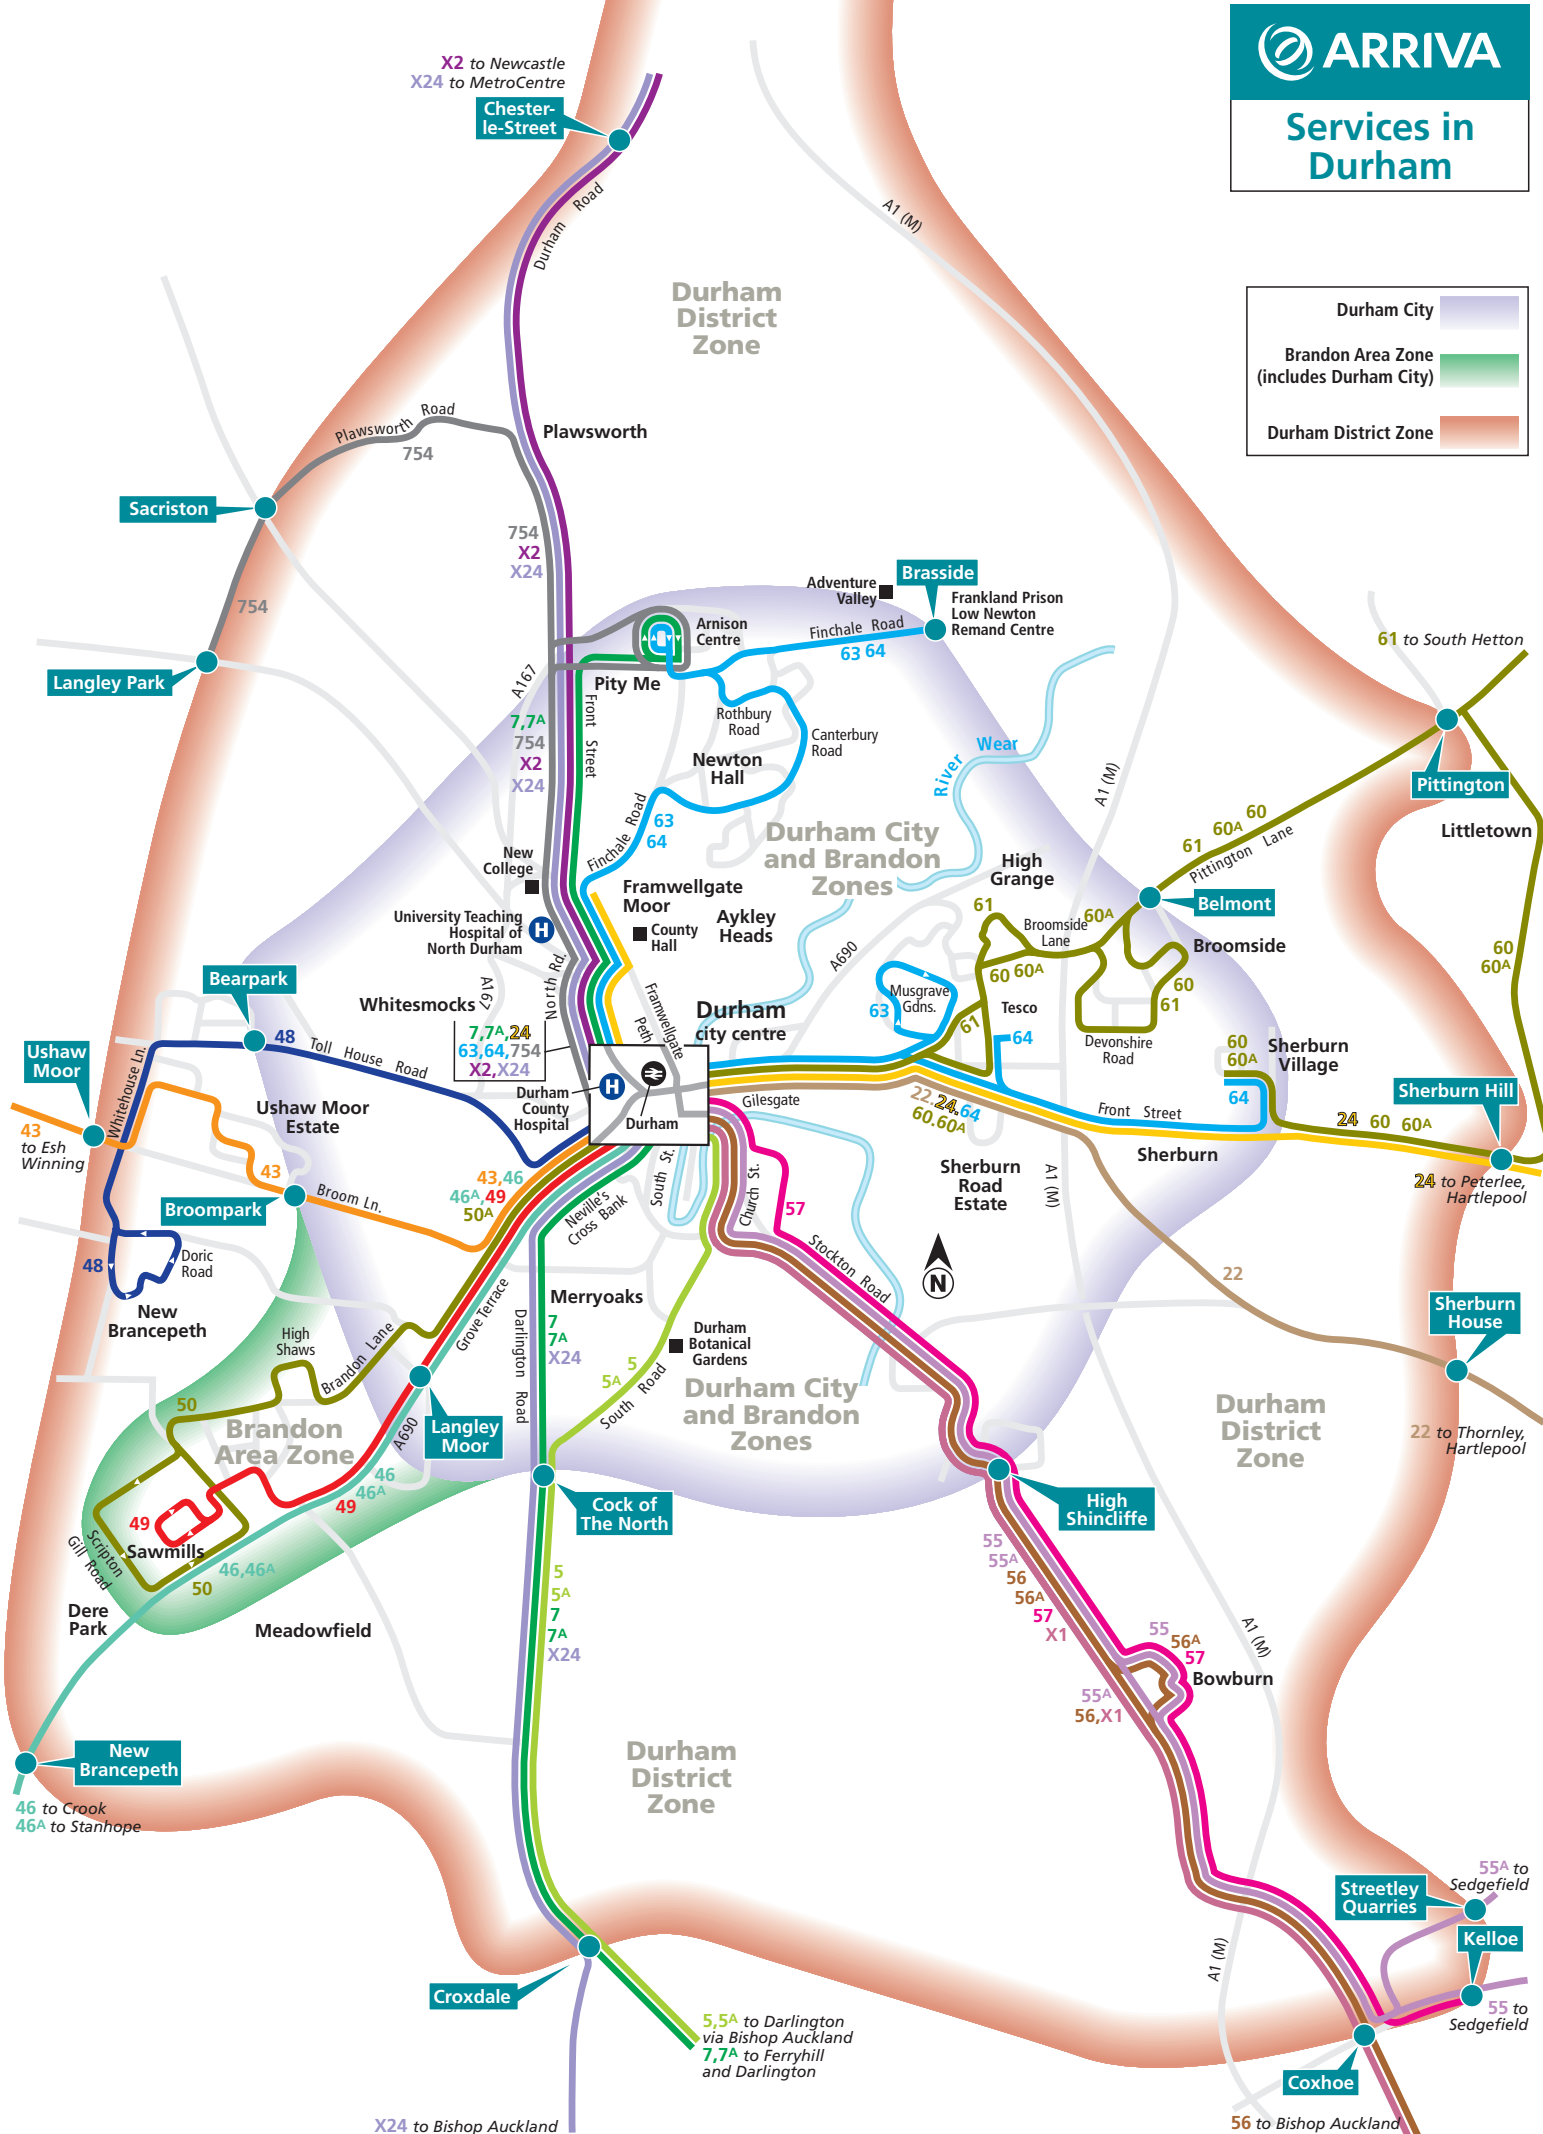 ARRIVA
Services in
Durham
X2 to Newcastle
X24 to MetroCentre
Chester-
le-Street
Durham Road
A1 (M)
Durham
District
Zone
Durham City
Brandon Area Zone
(includes Durham City)
Durham District Zone
Plawsworth Road
754
Plawsworth
Sacriston
754
X2
X24
754
Langley Park
Adventure
Valley
Brasside
Frankland Prison
Low Newton
Remand Centre
Arnison
Centre
Finchale Road
63 64
61 to South Hetton
A167
Pity Me
Front Street
7,7A
754
X2
X24
Rothbury
Road
Canterbury
Road
Newton
Hall
River Wear
A1 (M)
Pittington
Littletown
60
60A
61
Pittington Lane
Finchale Road
63
64
Durham City
and Brandon
Zones
New
College
High
Grange
Framwellgate
Moor
Aykley
Heads
County
Hall
University Teaching
Hospital of
North Durham
H
Belmont
61
Broomside
Lane
60A
Broomside
60
60A
A690
60 60A
60
61
Bearpark
Whitesmocks
A167
North Rd.
Framwellgate
Peth
Durham
city centre
Musgrave
Gdns.
63
61
Tesco
64
Devonshire
Road
7,7A,24
63,64,754
X2,X24
48
Toll House Road
Ushaw
Moor
Whitehouse Ln.
60
60A
64
Sherburn
Village
Sherburn Hill
Durham
County
Hospital
H
Durham
Gilesgate
22.24.64
60.60A
Front Street
24 60 60A
Ushaw Moor
Estate
43
to Esh
Winning
43
Sherburn
24 to Peterlee,
Hartlepool
Broompark
Broom Ln.
43,46
46A,49
50A
Neville's
Cross Bank
South St.
Church St.
57
Sherburn
Road
Estate
A1 (M)
48
Doric
Road
New
Brancepeth
N
Stockton Road
22
Merryoaks
Grove Terrace
Darlington Road
7
7A
X24
Durham
Botanical
Gardens
Sherburn
House
High
Shaws
Brandon Lane
5
5A
South Road
Durham City
and Brandon
Zones
Durham
District
Zone
50
Brandon
Area Zone
A690
Langley
Moor
22 to Thornley,
Hartlepool
46
46A
49
49
Sawmills
Scripton
Gill Road
46,46A
50
Cock of
The North
High
Shincliffe
Dere
Park
Meadowfield
5
5A
7
7A
X24
55
55A
56
56A
57
X1
A1 (M)
55
56A
57
Bowburn
55A
56,X1
New
Brancepeth
46 to Crook
46A to Stanhope
Durham
District
Zone
55A to
Sedgefield
Streetley
Quarries
Kelloe
A1 (M)
Croxdale
5,5A to Darlington
via Bishop Auckland
7,7A to Ferryhill
and Darlington
55 to
Sedgefield
Coxhoe
X24 to Bishop Auckland
56 to Bishop Auckland